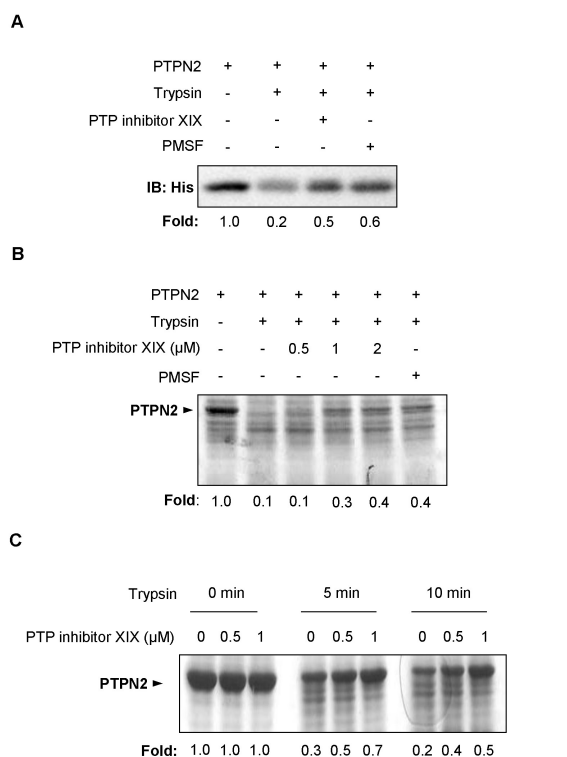 A
PTPN2 + + + +
Trypsin - + + +
PTP inhibitor XIX - - + -
PMSF - - - +
IB: His
Fold: 1.0 0.2 0.5 0.6
B
PTPN2 + + + + + +
Trypsin - + + + + +
PTP inhibitor XIX (µM) - - 0.5 1 2 -
PMSF - - - - - +
PTPN2 ►
Fold: 1.0 0.1 0.1 0.3 0.4 0.4
C
Trypsin 0 min 5 min 10 min
PTP inhibitor XIX (µM) 0 0.5 1 0 0.5 1 0 0.5 1
PTPN2 ►
Fold: 1.0 1.0 1.0 0.3 0.5 0.7 0.2 0.4 0.5